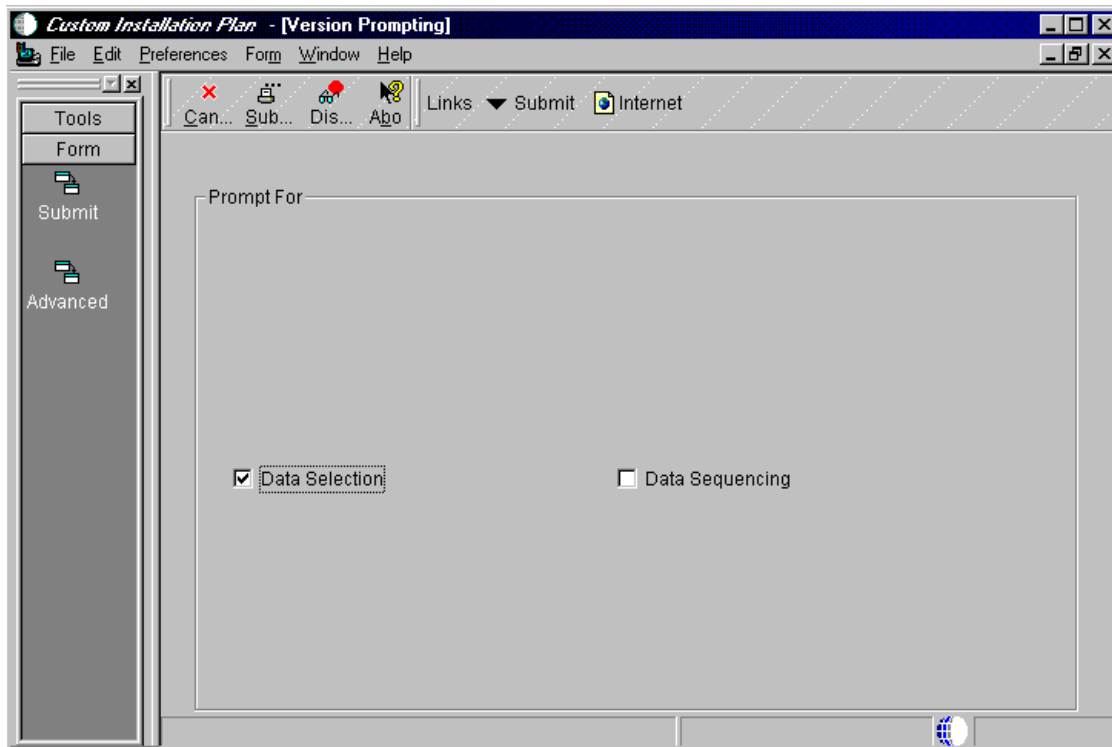 Custom Installation Plan - [Version Prompting]
File Edit Preferences Form Window Help
Tools
Form
Submit
Advanced
Can... Sub... Dis... Abo Links Submit Internet
Prompt For
Data Selection
Data Sequencing